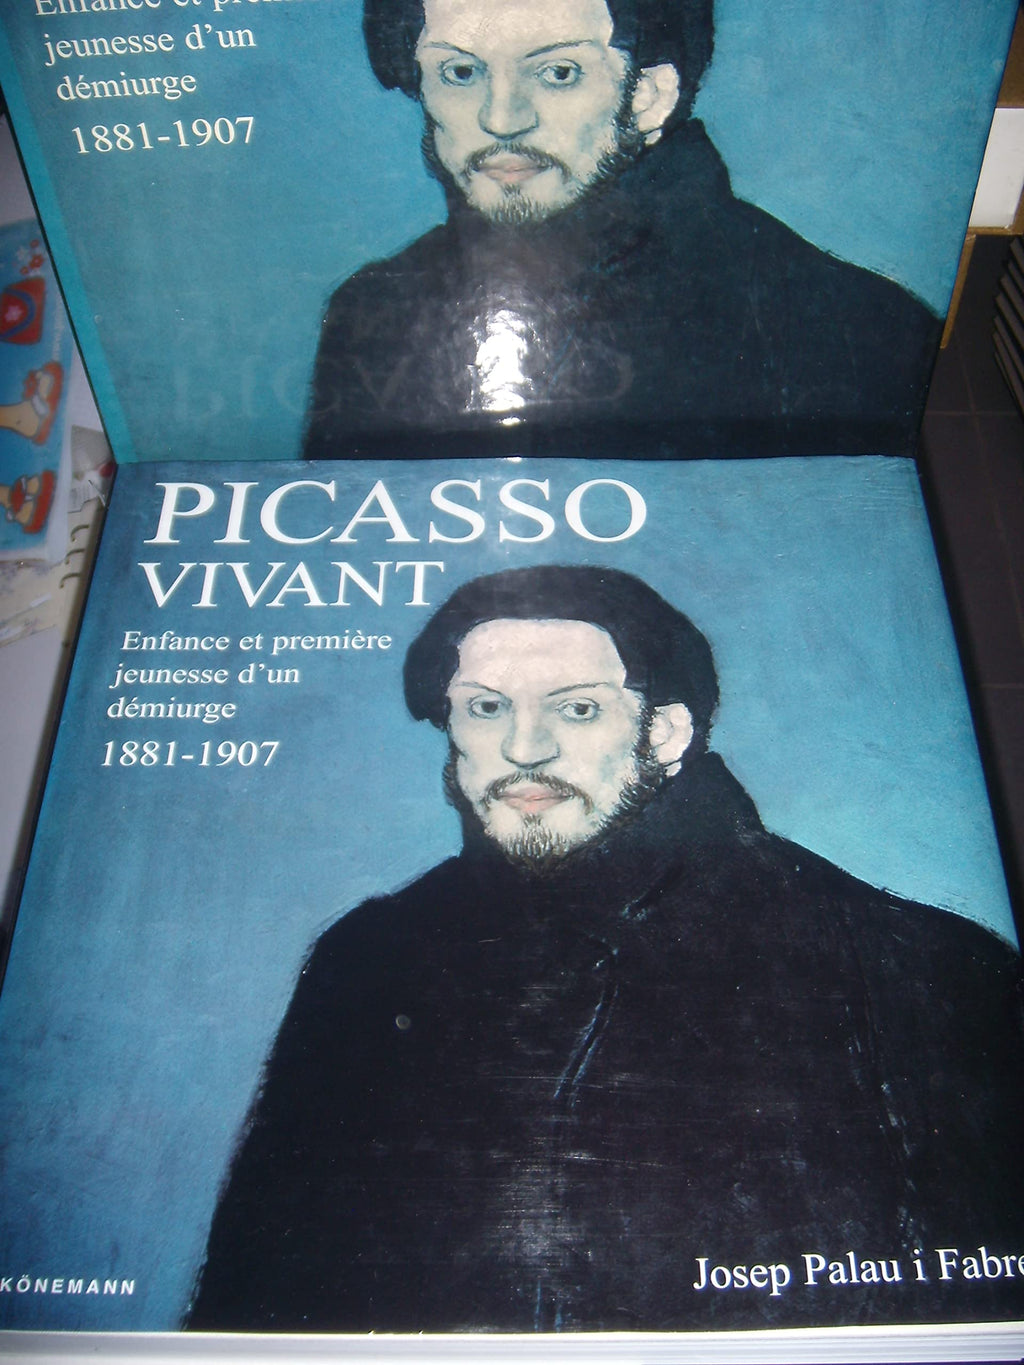 jeunesse d'un
démiurge
1881-1907
PICASSO
VIVANT
Enfance et première
jeunesse d'un
démiurge
1881-1907
Josep Palau i Fabre
KÖNEMANN